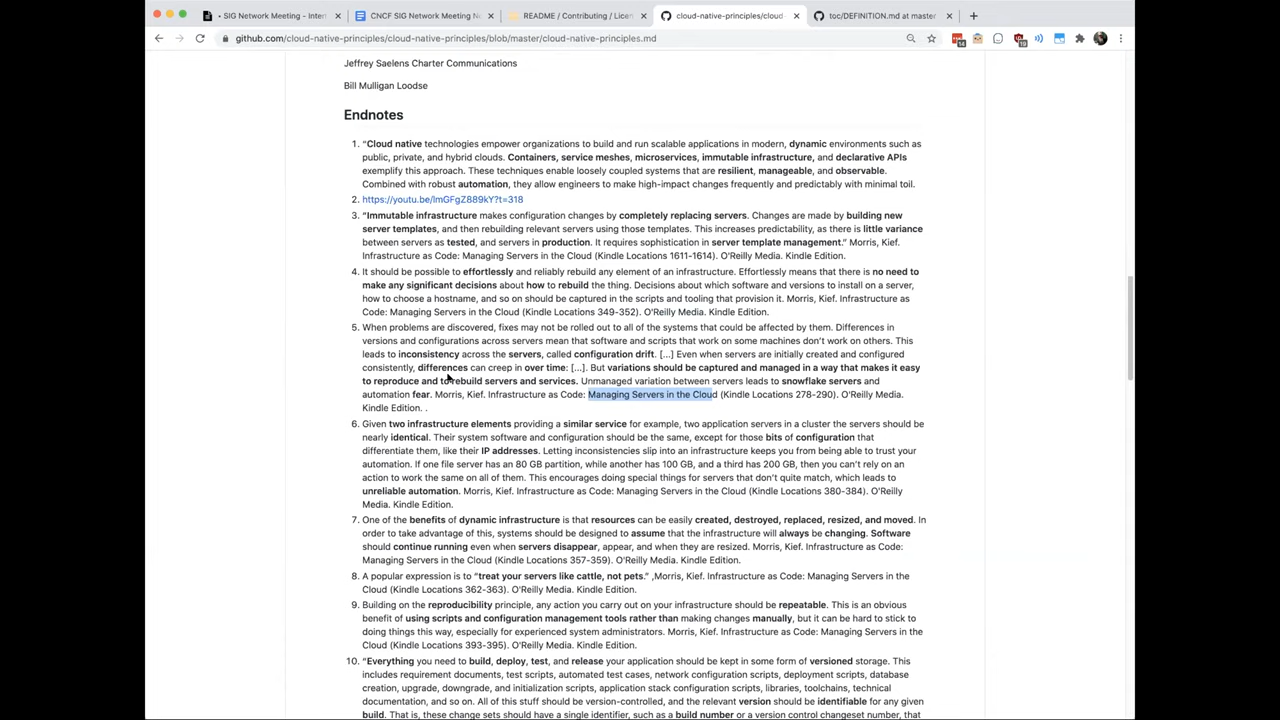 • SIG Network Meeting - Inter
CNCF SIG Network Meeting N
README / Contributing / Licen
cloud-native-principles/cloud-
toc/DEFINITION.md at master
github.com/cloud-native-principles/cloud-native-principles/blob/master/cloud-native-principles.md
Jeffrey Saelens Charter Communications
Bill Mulligan Loodse
Endnotes
1. "Cloud native technologies empower organizations to build and run scalable applications in modern, dynamic environments such as
public, private, and hybrid clouds. Containers, service meshes, microservices, immutable infrastructure, and declarative APIs
exemplify this approach. These techniques enable loosely coupled systems that are resilient, manageable, and observable.
Combined with robust automation, they allow engineers to make high-impact changes frequently and predictably with minimal toil.
2. https://youtu.be/lmGFgZ889kY?t=318
3. "Immutable infrastructure makes configuration changes by completely replacing servers. Changes are made by building new
server templates, and then rebuilding relevant servers using those templates. This increases predictability, as there is little variance
between servers as tested, and servers in production. It requires sophistication in server template management." Morris, Kief.
Infrastructure as Code: Managing Servers in the Cloud (Kindle Locations 1611-1614). O'Reilly Media. Kindle Edition.
4. It should be possible to effortlessly and reliably rebuild any element of an infrastructure. Effortlessly means that there is no need to
make any significant decisions about how to rebuild the thing. Decisions about which software and versions to install on a server,
how to choose a hostname, and so on should be captured in the scripts and tooling that provision it. Morris, Kief. Infrastructure as
Code: Managing Servers in the Cloud (Kindle Locations 349-352). O'Reilly Media. Kindle Edition.
5. When problems are discovered, fixes may not be rolled out to all of the systems that could be affected by them. Differences in
versions and configurations across servers mean that software and scripts that work on some machines don't work on others. This
leads to inconsistency across the servers, called configuration drift. [...] Even when servers are initially created and configured
consistently, differences can creep in over time: [...]. But variations should be captured and managed in a way that makes it easy
to reproduce and to rebuild servers and services. Unmanaged variation between servers leads to snowflake servers and
automation fear. Morris, Kief. Infrastructure as Code: Managing Servers in the Cloud (Kindle Locations 278-290). O'Reilly Media.
Kindle Edition. .
6. Given two infrastructure elements providing a similar service for example, two application servers in a cluster the servers should be
nearly identical. Their system software and configuration should be the same, except for those bits of configuration that
differentiate them, like their IP addresses. Letting inconsistencies slip into an infrastructure keeps you from being able to trust your
automation. If one file server has an 80 GB partition, while another has 100 GB, and a third has 200 GB, then you can't rely on an
action to work the same on all of them. This encourages doing special things for servers that don't quite match, which leads to
unreliable automation. Morris, Kief. Infrastructure as Code: Managing Servers in the Cloud (Kindle Locations 380-384). O'Reilly
Media. Kindle Edition.
7. One of the benefits of dynamic infrastructure is that resources can be easily created, destroyed, replaced, resized, and moved. In
order to take advantage of this, systems should be designed to assume that the infrastructure will always be changing. Software
should continue running even when servers disappear, appear, and when they are resized. Morris, Kief. Infrastructure as Code:
Managing Servers in the Cloud (Kindle Locations 357-359). O'Reilly Media. Kindle Edition.
8. A popular expression is to "treat your servers like cattle, not pets." ,Morris, Kief. Infrastructure as Code: Managing Servers in the
Cloud (Kindle Locations 362-363). O'Reilly Media. Kindle Edition.
9. Building on the reproducibility principle, any action you carry out on your infrastructure should be repeatable. This is an obvious
benefit of using scripts and configuration management tools rather than making changes manually, but it can be hard to stick to
doing things this way, especially for experienced system administrators. Morris, Kief. Infrastructure as Code: Managing Servers in the
Cloud (Kindle Locations 393-395). O'Reilly Media. Kindle Edition.
10. "Everything you need to build, deploy, test, and release your application should be kept in some form of versioned storage. This
includes requirement documents, test scripts, automated test cases, network configuration scripts, deployment scripts, database
creation, upgrade, downgrade, and initialization scripts, application stack configuration scripts, libraries, toolchains, technical
documentation, and so on. All of this stuff should be version-controlled, and the relevant version should be identifiable for any given
build. That is, these change sets should have a single identifier, such as a build number or a version control changeset number, that